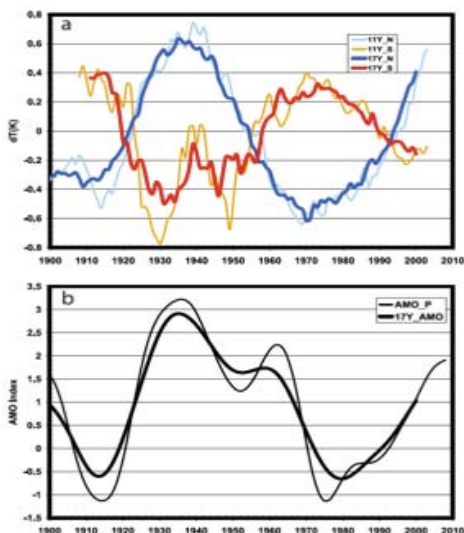 a
11Y_N
11Y_S
17Y_N
17Y_S
dT(K)
0.8
0.6
0.4
0.2
0
-0.2
-0.4
-0.6
-0.8
1900 1910 1920 1930 1940 1950 1960 1970 1980 1990 2000
b
AMO_P
17Y_AMO
AMO Index
3.5
3
2.5
2
1.5
1
0.5
0
-0.5
-1
-1.5
1900 1910 1920 1930 1940 1950 1960 1970 1980 1990 2000 2010